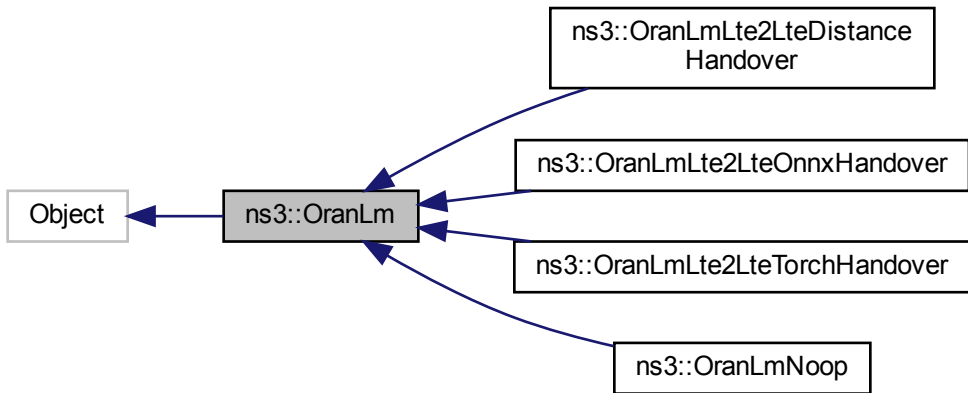 ns3::OranLmLte2LteDistance
Handover
ns3::OranLmLte2LteOnnxHandover
Object
ns3::OranLm
ns3::OranLmLte2LteTorchHandover
ns3::OranLmNoop